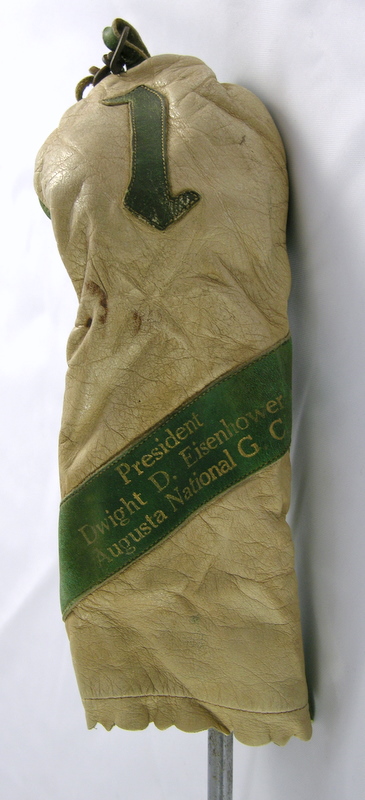 1
President
Dwight D. Eisenhower
Augusta National G C